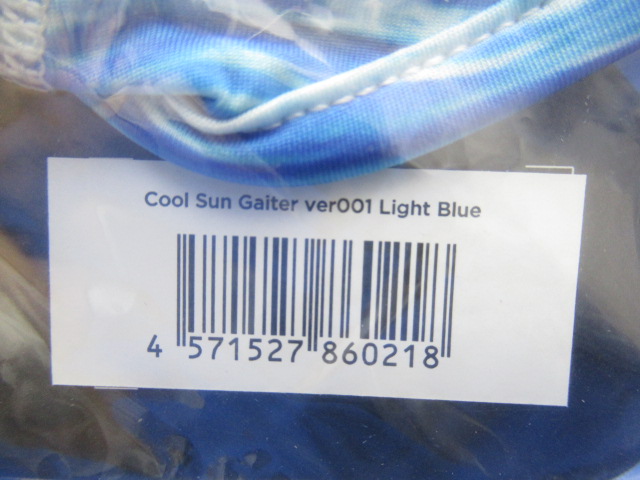 Cool Sun Gaiter ver001 Light Blue
4 571527 860218